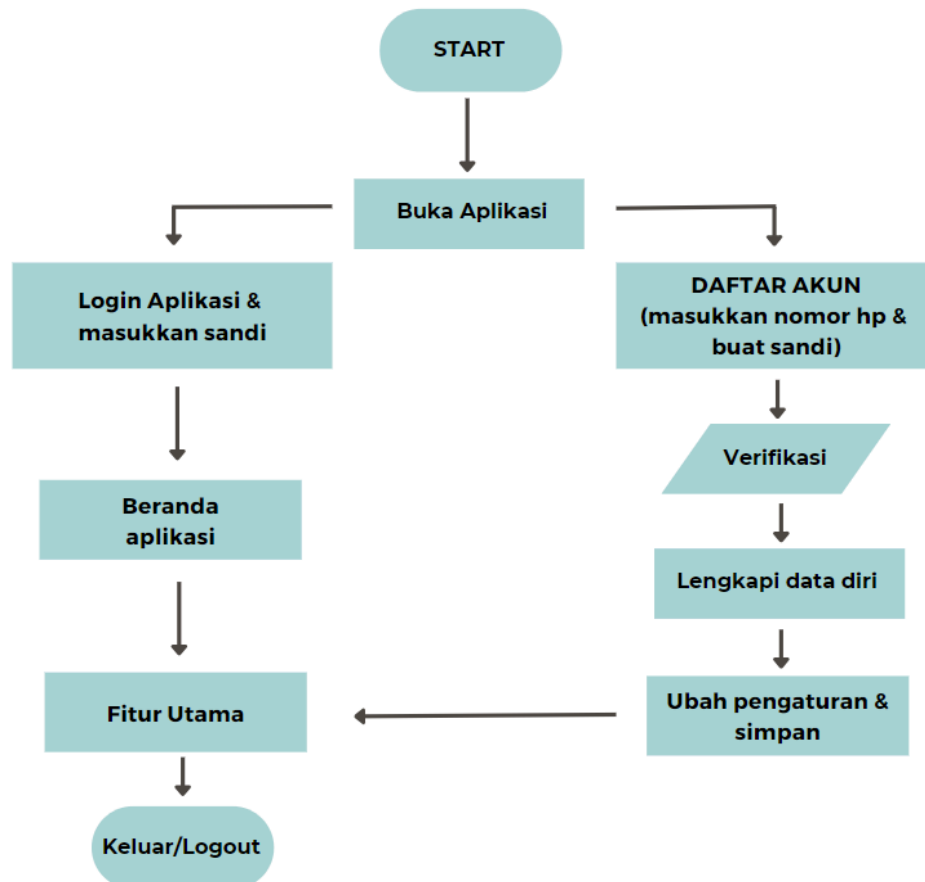 START
Buka Aplikasi
Login Aplikasi &
masukkan sandi
DAFTAR AKUN
(masukkan nomor hp &
buat sandi)
Verifikasi
Beranda
aplikasi
Lengkapi data diri
Fitur Utama
Ubah pengaturan &
simpan
Keluar/Logout